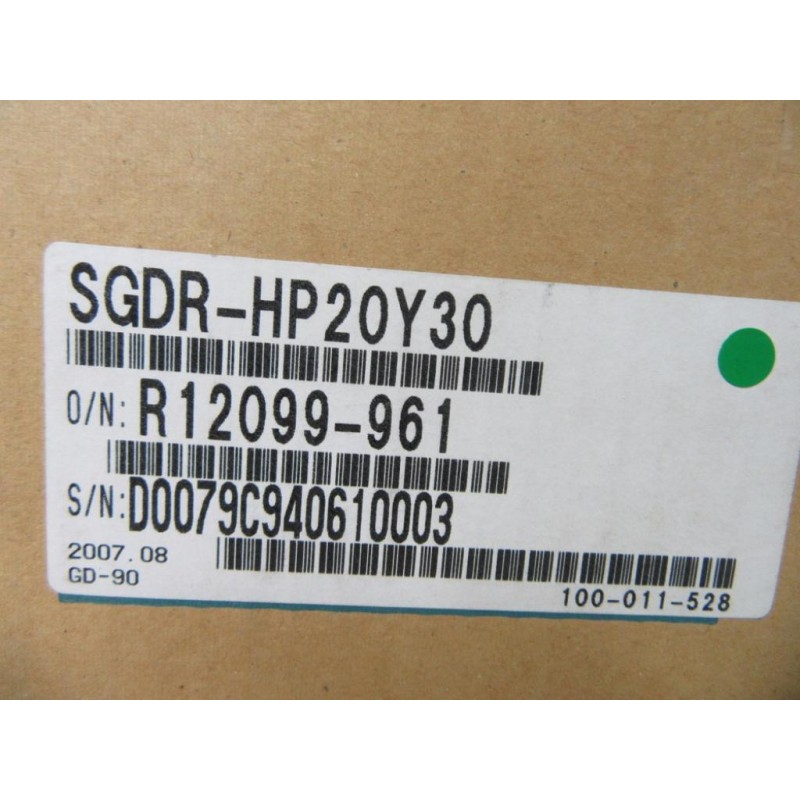 SGDR-HP20Y30
O/N: R12099-961
S/N: D0079C940610003
2007.08
GD-90
100-011-528